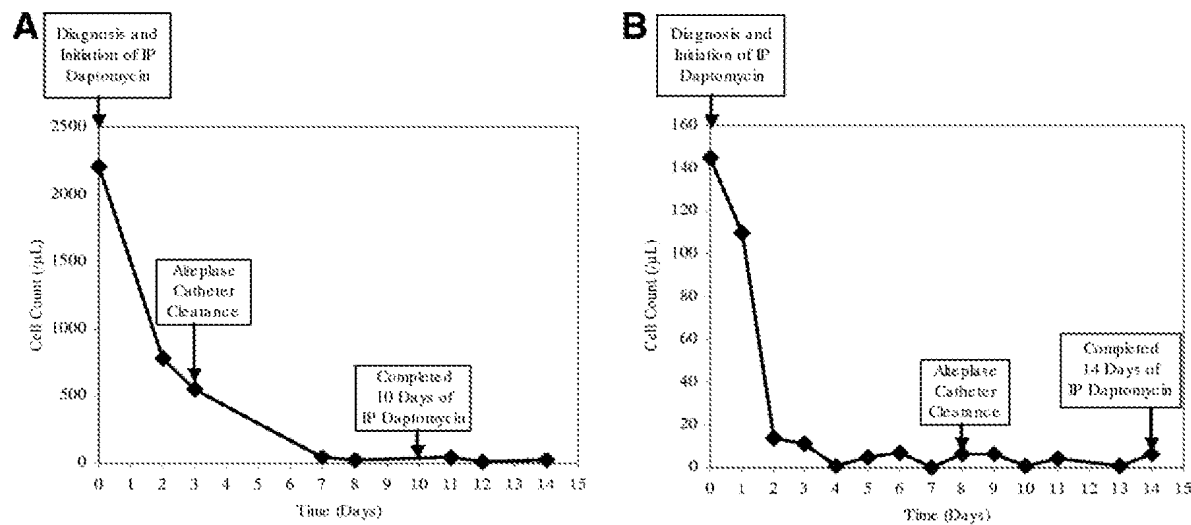 A
Diagnosis and
Initiation of IP
Daptomycin
2500
2000
1500
1000
500
0
Cell Count (/µL)
Alteplase
Catheter
Clearance
Completed
10 Days of
IP Daptomycin
0 1 2 3 4 5 6 7 8 9 10 11 12 13 14 15
Time (Days)
B
Diagnosis and
Initiation of IP
Daptomycin
160
140
120
100
80
60
40
20
0
Cell Count (/µL)
Alteplase
Catheter
Clearance
Completed
14 Days of
IP Daptomycin
0 1 2 3 4 5 6 7 8 9 10 11 12 13 14 15
Time (Days)